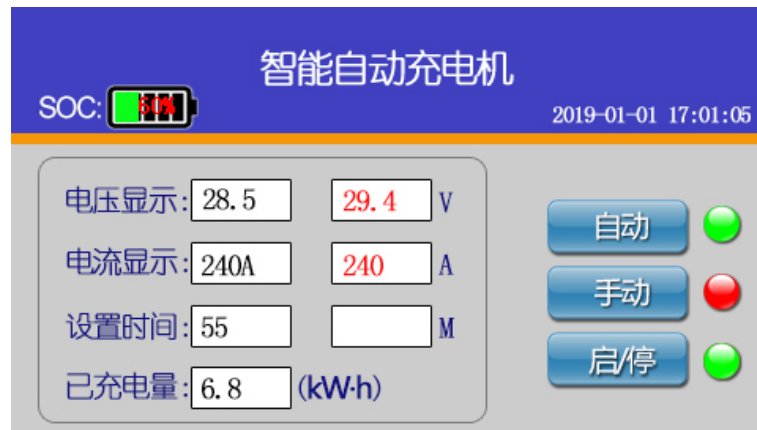 智能自动充电机
SOC: 50%
2019-01-01 17:01:05
电压显示: 28.5 29.4 V
电流显示: 240A 240 A
设置时间: 55 M
已充电量: 6.8 (kW·h)
自动
手动
启/停